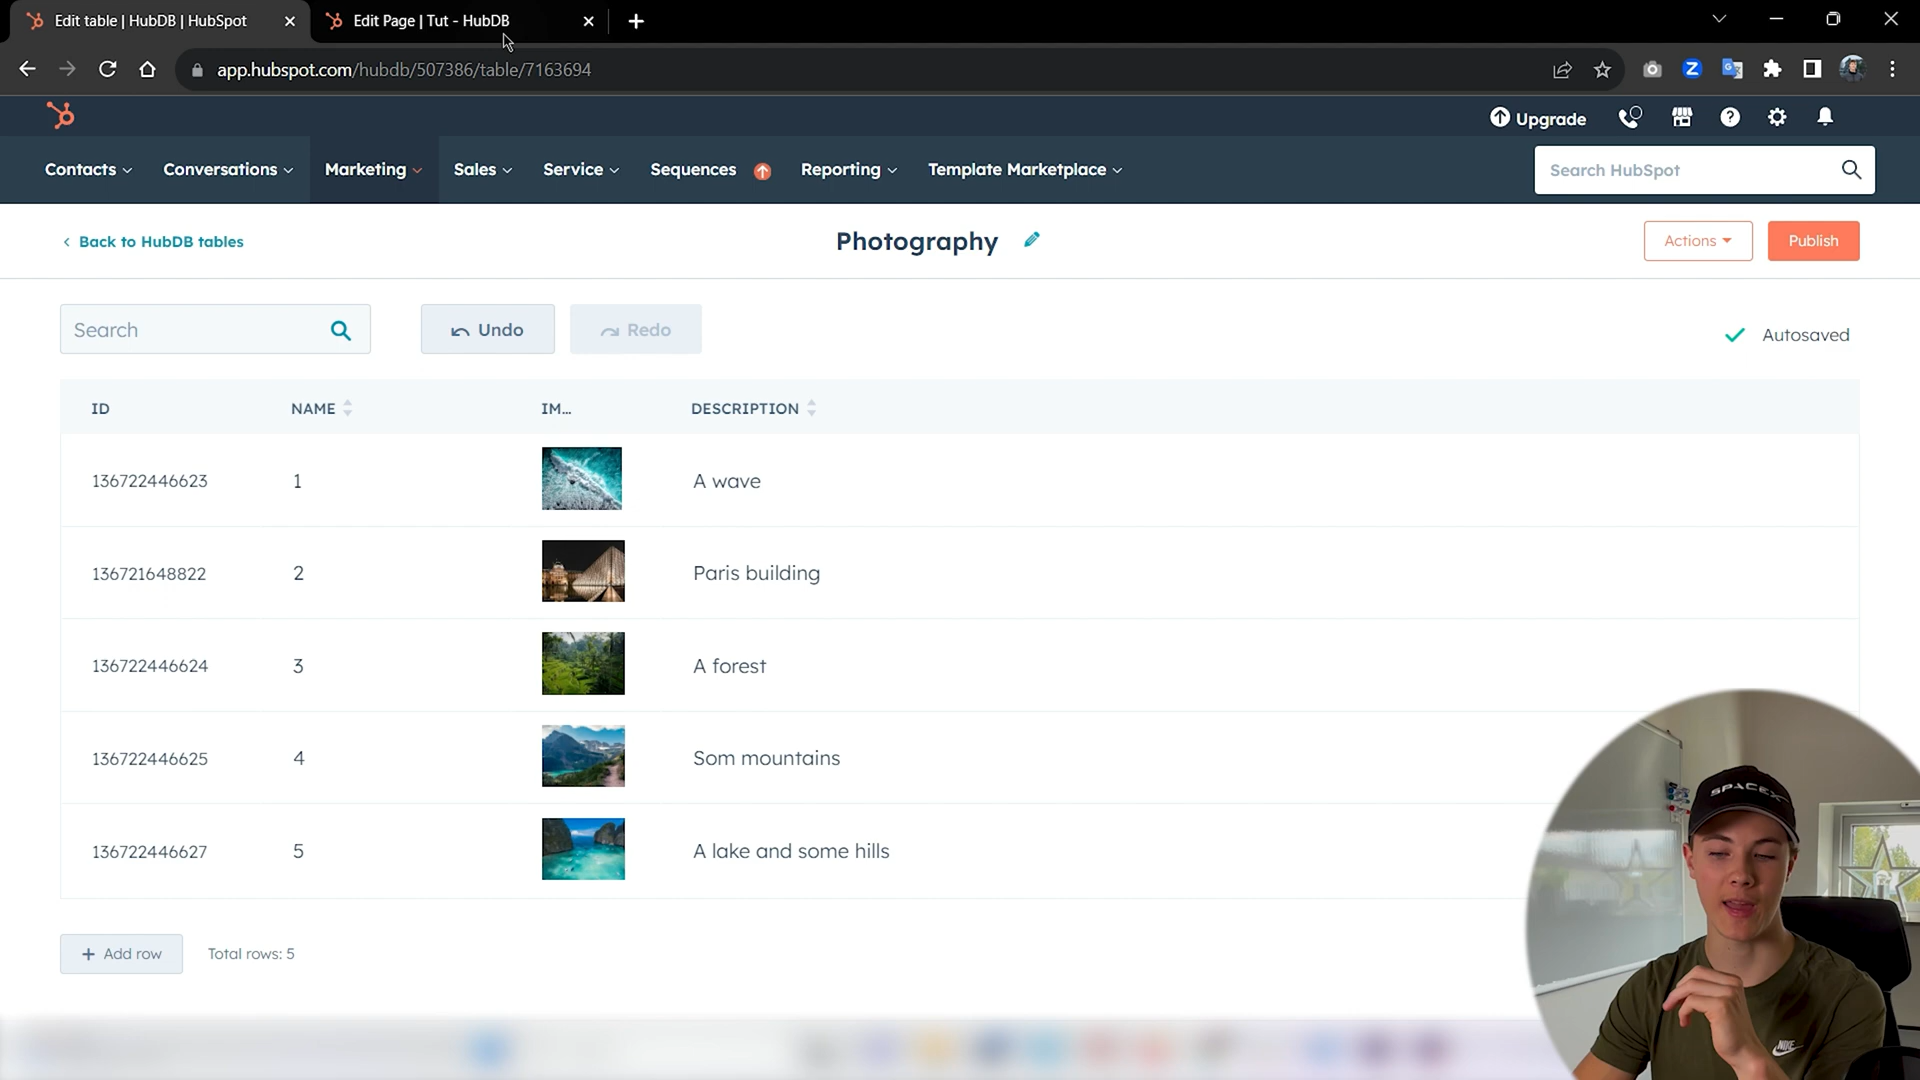 Edit table | HubDB | HubSpot
Edit Page | Tut - HubDB
app.hubspot.com/hubdb/507386/table/7163694
Upgrade
Contacts
Conversations
Marketing
Sales
Service
Sequences
Reporting
Template Marketplace
Search HubSpot
Back to HubDB tables
Photography
Actions
Publish
Search
Undo
Redo
Autosaved
ID NAME IM... DESCRIPTION
136722446623 1 A wave
136721648822 2 Paris building
136722446624 3 A forest
136722446625 4 Som mountains
136722446627 5 A lake and some hills
+ Add row
Total rows: 5
SPACEX
NIKE